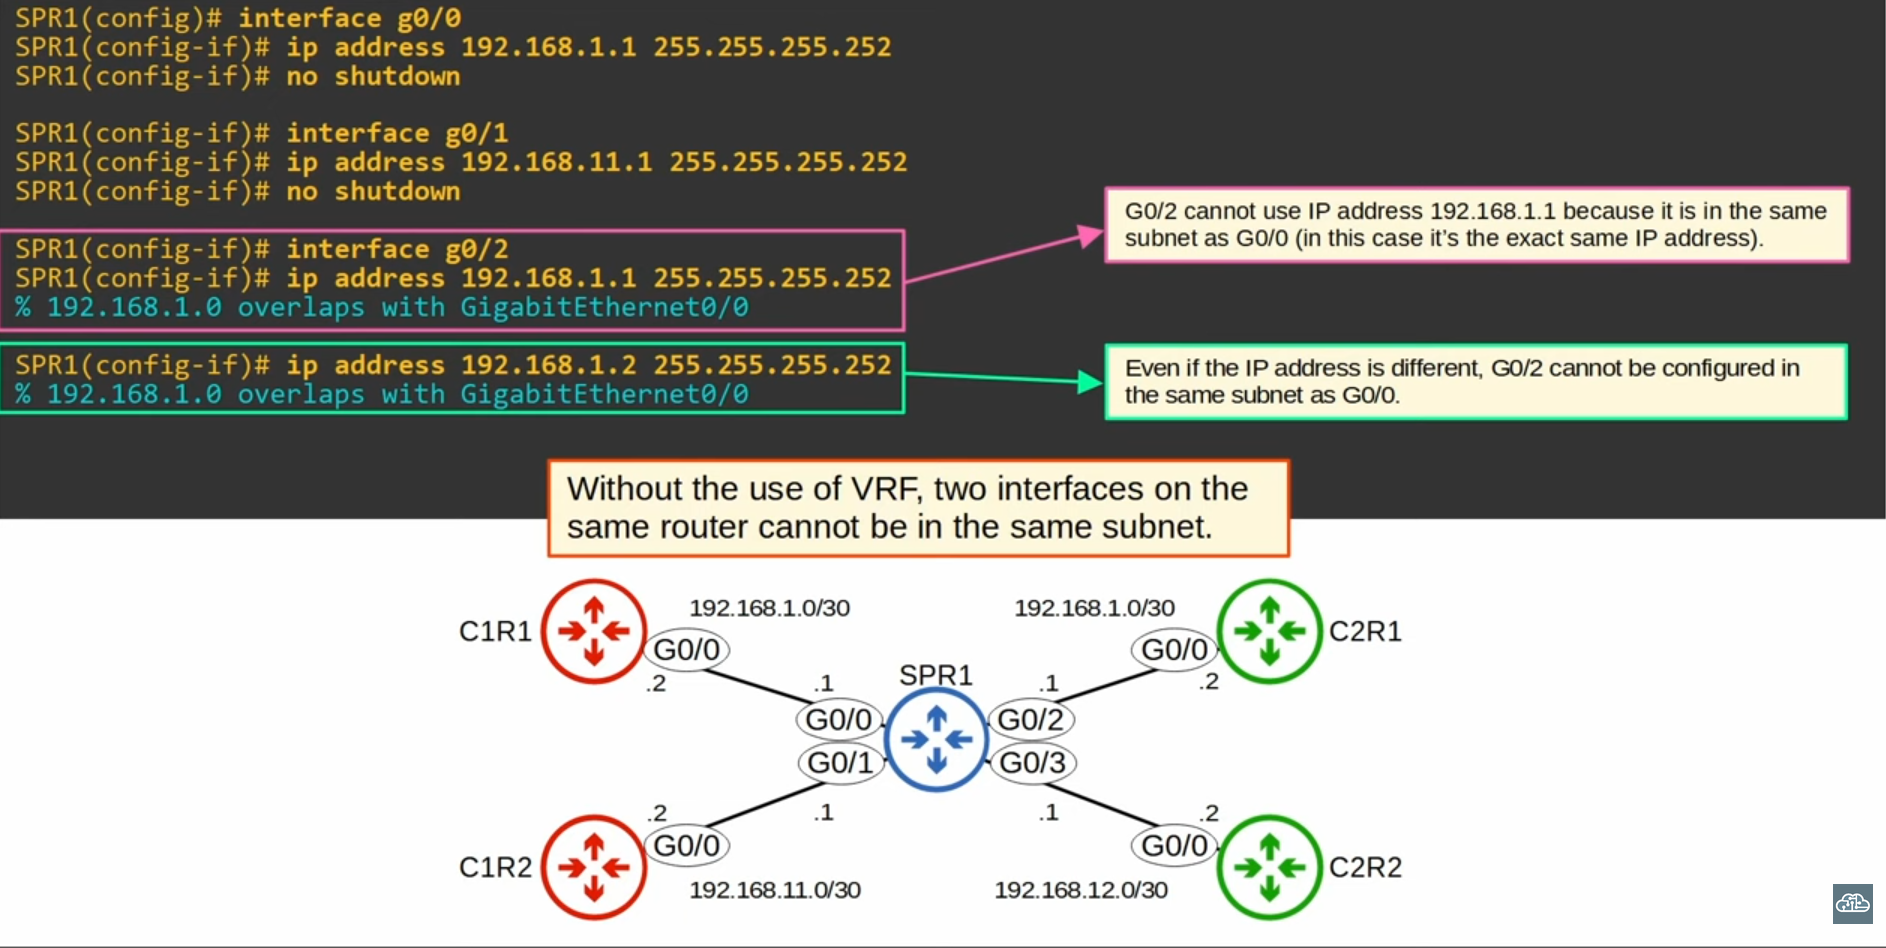 SPR1(config)# interface g0/0
SPR1(config-if)# ip address 192.168.1.1 255.255.255.252
SPR1(config-if)# no shutdown
SPR1(config-if)# interface g0/1
SPR1(config-if)# ip address 192.168.11.1 255.255.255.252
SPR1(config-if)# no shutdown
SPR1(config-if)# interface g0/2
SPR1(config-if)# ip address 192.168.1.1 255.255.255.252
% 192.168.1.0 overlaps with GigabitEthernet0/0
G0/2 cannot use IP address 192.168.1.1 because it is in the same
subnet as G0/0 (in this case it's the exact same IP address).
SPR1(config-if)# ip address 192.168.1.2 255.255.255.252
% 192.168.1.0 overlaps with GigabitEthernet0/0
Even if the IP address is different, G0/2 cannot be configured in
the same subnet as G0/0.
Without the use of VRF, two interfaces on the
same router cannot be in the same subnet.
192.168.1.0/30
192.168.1.0/30
C1R1
G0/0
G0/0
C2R1
.2
.1
SPR1
.1
.2
G0/0
G0/2
G0/1
G0/3
.2
.1
.1
.2
C1R2
G0/0
G0/0
C2R2
192.168.11.0/30
192.168.12.0/30